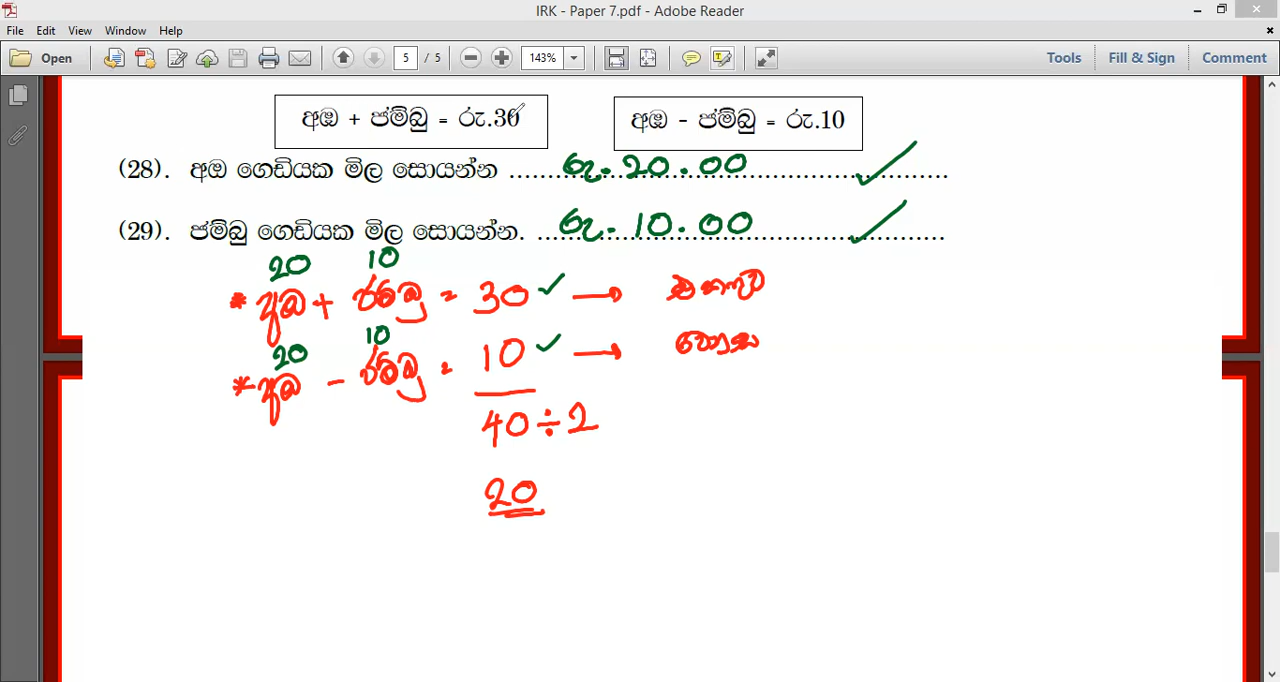 IRK - Paper 7.pdf - Adobe Reader
File Edit View Window Help
Open 5 / 5 143% Tools Fill & Sign Comment
අඹ + ජම්බු = රු.30
අඹ - ජම්බු = රු.10
(28). අඹ ගෙඩියක මිල සොයන්න ..... රු. 20.00
(29). ජම්බු ගෙඩියක මිල සොයන්න. ..... රු. 10.00
20 10
* අඹ + ජම්බු = 30 → එකතුව
20 10
* අඹ - ජම්බු = 10 →
40 ÷ 2
20